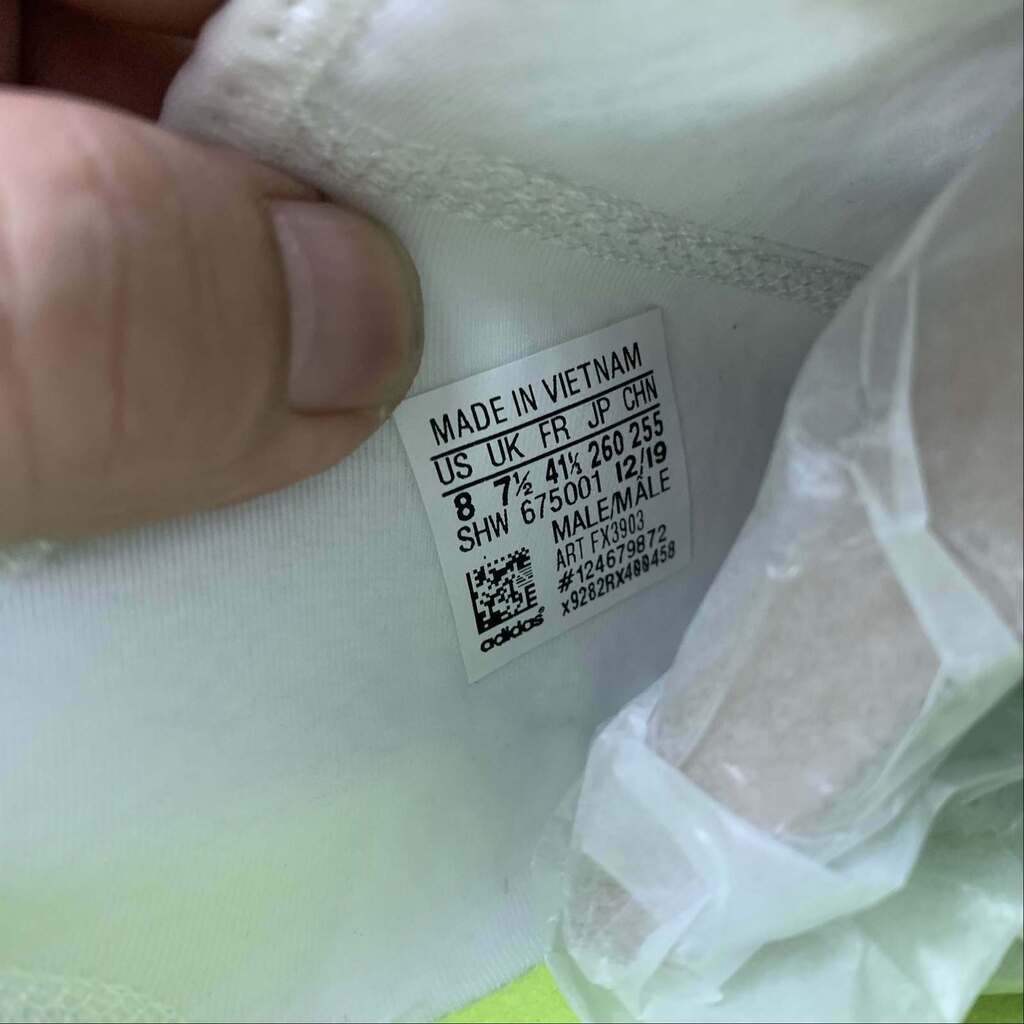 MADE IN VIETNAM
US UK FR JP CHN
8 7½ 41⅓ 260 255
SHW 675001 12/19
MALE/MÂLE
ART FX3903
#124679872
x9282RX400458
E
adidas®